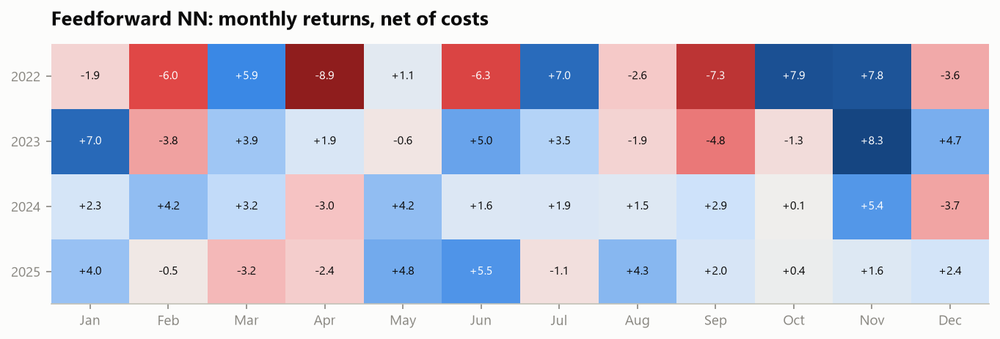 Feedforward NN: monthly returns, net of costs
2022 -1.9 -6.0 +5.9 -8.9 +1.1 -6.3 +7.0 -2.6 -7.3 +7.9 +7.8 -3.6
2023 +7.0 -3.8 +3.9 +1.9 -0.6 +5.0 +3.5 -1.9 -4.8 -1.3 +8.3 +4.7
2024 +2.3 +4.2 +3.2 -3.0 +4.2 +1.6 +1.9 +1.5 +2.9 +0.1 +5.4 -3.7
2025 +4.0 -0.5 -3.2 -2.4 +4.8 +5.5 -1.1 +4.3 +2.0 +0.4 +1.6 +2.4
Jan Feb Mar Apr May Jun Jul Aug Sep Oct Nov Dec